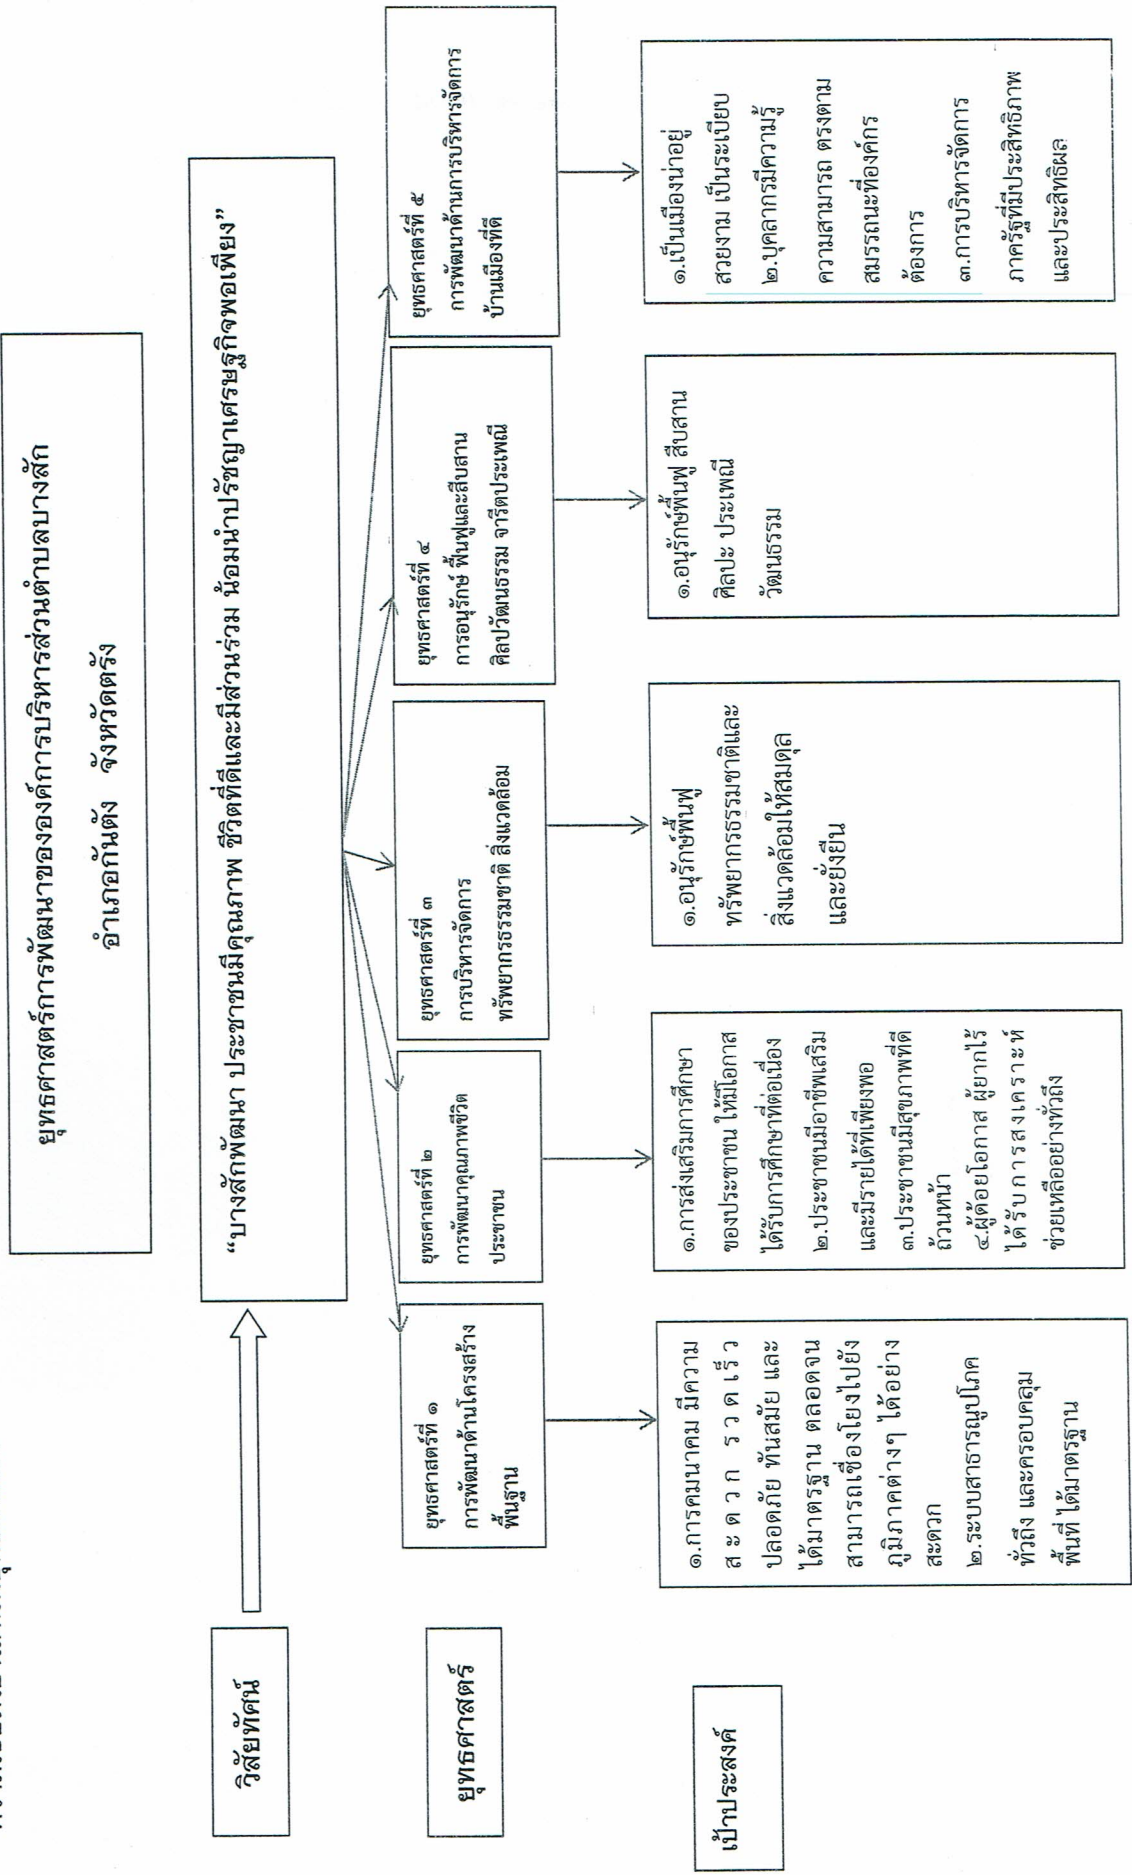 ยุทธศาสตร์การพัฒนาขององค์การบริหารส่วนตำบลบางสัก
อำเภอกันตัง จังหวัดตรัง
วิสัยทัศน์
“บางสักพัฒนา ประชาชนมีคุณภาพ ชีวิตที่ดีและมีส่วนร่วม น้อมนำปรัชญาเศรษฐกิจพอเพียง”
ยุทธศาสตร์
ยุทธศาสตร์ที่ ๑
การพัฒนาด้านโครงสร้าง
พื้นฐาน
ยุทธศาสตร์ที่ ๒
การพัฒนาคุณภาพชีวิต
ประชาชน
ยุทธศาสตร์ที่ ๓
การบริหารจัดการ
ทรัพยากรธรรมชาติ สิ่งแวดล้อม
ยุทธศาสตร์ที่ ๔
การอนุรักษ์ ฟื้นฟูและสืบสาน
ศิลปวัฒนธรรม จารีตประเพณี
ยุทธศาสตร์ที่ ๕
การพัฒนาด้านการบริหารจัดการ
บ้านเมืองที่ดี
เป้าประสงค์
๑.การคมนาคม มีความ
สะดวก รวดเร็ว
ปลอดภัย ทันสมัย และ
ได้มาตรฐาน ตลอดจน
สามารถเชื่องโยงไปยัง
ภูมิภาคต่างๆ ได้อย่าง
สะดวก
๒.ระบบสาธารณูปโภค
ทั่วถึง และครอบคลุม
พื้นที่ ได้มาตรฐาน
๑.การส่งเสริมการศึกษา
ของประชาชน ให้มีโอกาส
ได้รับการศึกษาที่ต่อเนื่อง
๒.ประชาชนมีอาชีพเสริม
และมีรายได้ที่เพียงพอ
๓.ประชาชนมีสุขภาพที่ดี
ถ้วนหน้า
๔.ผู้ด้อยโอกาส ผู้ยากไร้
ได้รับการสงเคราะห์
ช่วยเหลืออย่างทั่วถึง
๑.อนุรักษ์ฟื้นฟู
ทรัพยากรธรรมชาติและ
สิ่งแวดล้อมให้สมดุล
และยั่งยืน
๑.อนุรักษ์ฟื้นฟู สืบสาน
ศิลปะ ประเพณี
วัฒนธรรม
๑.เป็นเมืองน่าอยู่
สวยงาม เป็นระเบียบ
๒.บุคลากรมีความรู้
ความสามารถ ตรงตาม
สมรรถนะที่องค์กร
ต้องการ
๓.การบริหารจัดการ
ภาครัฐที่มีประสิทธิภาพ
และประสิทธิผล